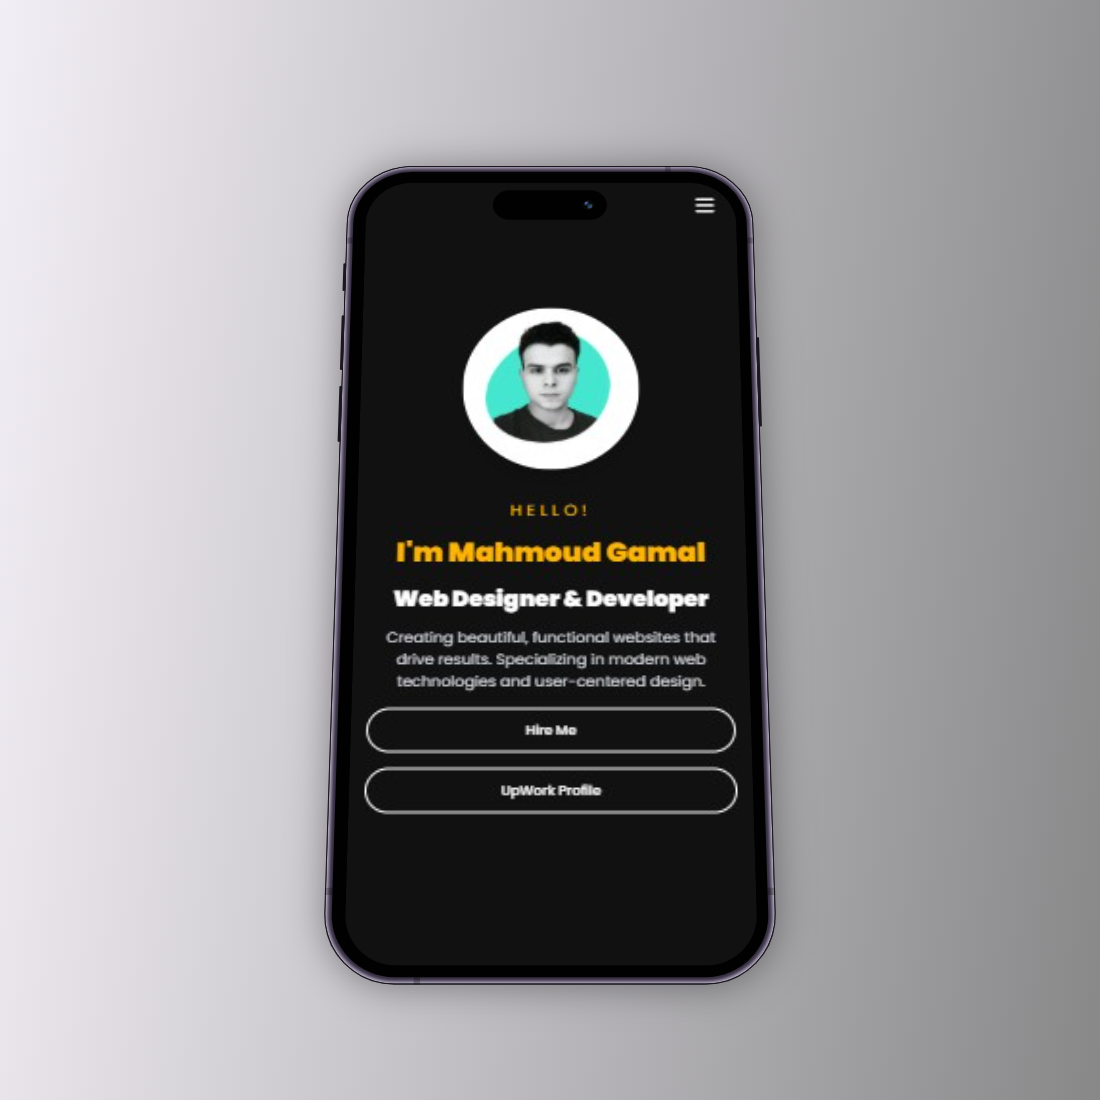 HELLO!
I'm Mahmoud Gamal
Web Designer & Developer
Creating beautiful, functional websites that
drive results. Specializing in modern web
technologies and user-centered design.
Hire Me
UpWork Profile